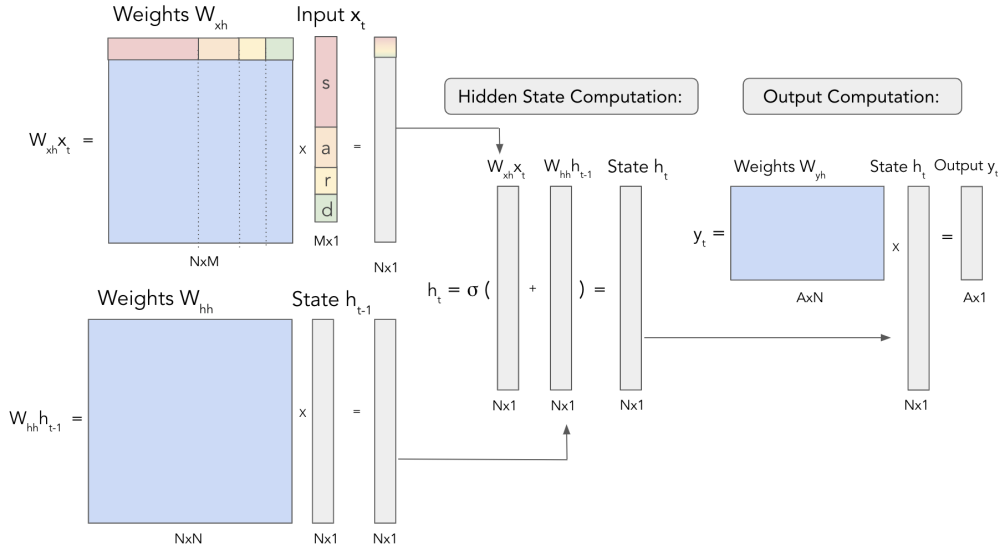 Weights W_xh
Input x_t
W_xh x_t =
s
a
r
d
x
=
NxM
Mx1
Nx1
Weights W_hh
State h_t-1
W_hh h_t-1 =
x
=
NxN
Nx1
Nx1
Hidden State Computation:
W_xh x_t
W_hh h_t-1
State h_t
h_t = σ ( + ) =
Nx1
Nx1
Nx1
Output Computation:
Weights W_yh
State h_t
Output y_t
y_t =
x
=
AxN
Ax1
Nx1